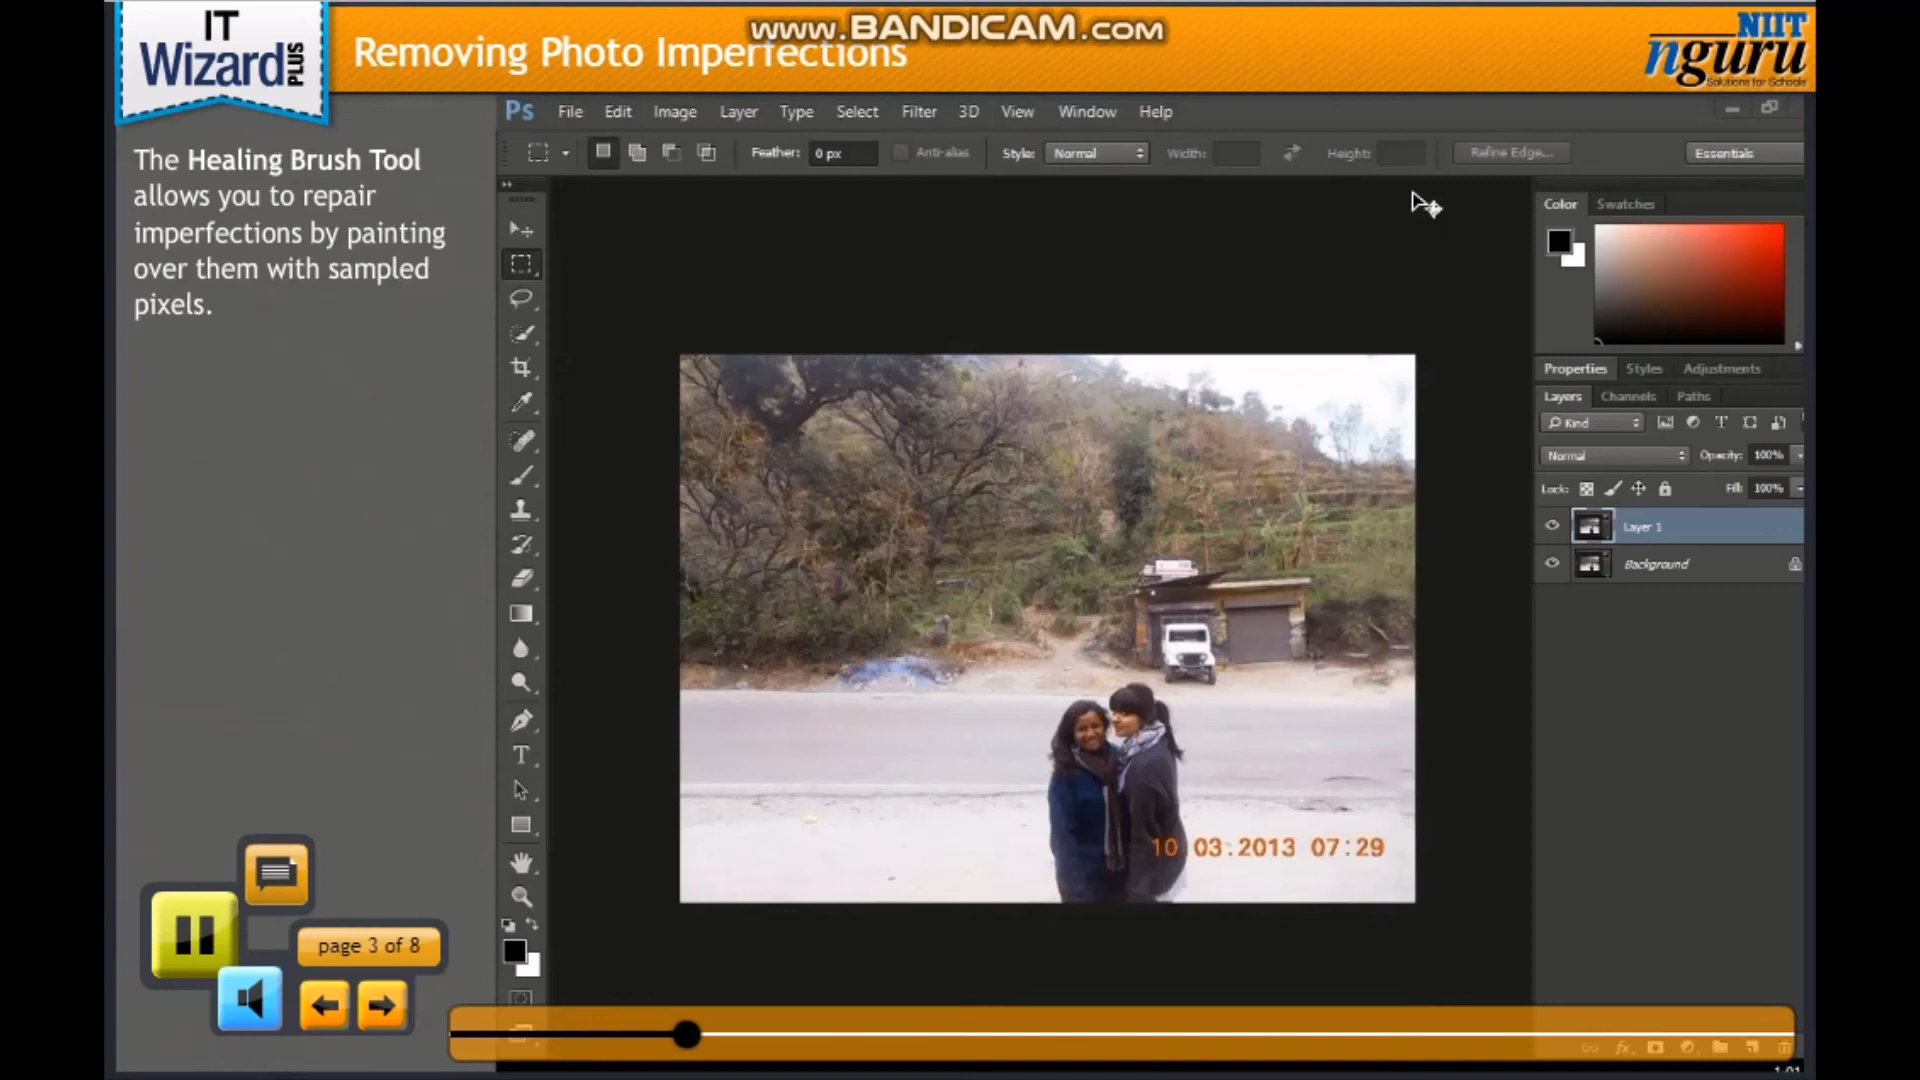 IT
Wizard PLUS
Removing Photo Imperfections
www.BANDICAM.com
NIIT
nguru
Solutions for Schools
Ps File Edit Image Layer Type Select Filter 3D View Window Help
Feather: 0 px Anti-alias Style: Normal Width: Height: Refine Edge... Essentials
The Healing Brush Tool
allows you to repair
imperfections by painting
over them with sampled
pixels.
Color Swatches
Properties Styles Adjustments
Layers Channels Paths
Kind
Normal Opacity: 100%
Lock: Fill: 100%
Layer 1
Background
10 03:2013 07:29
page 3 of 8